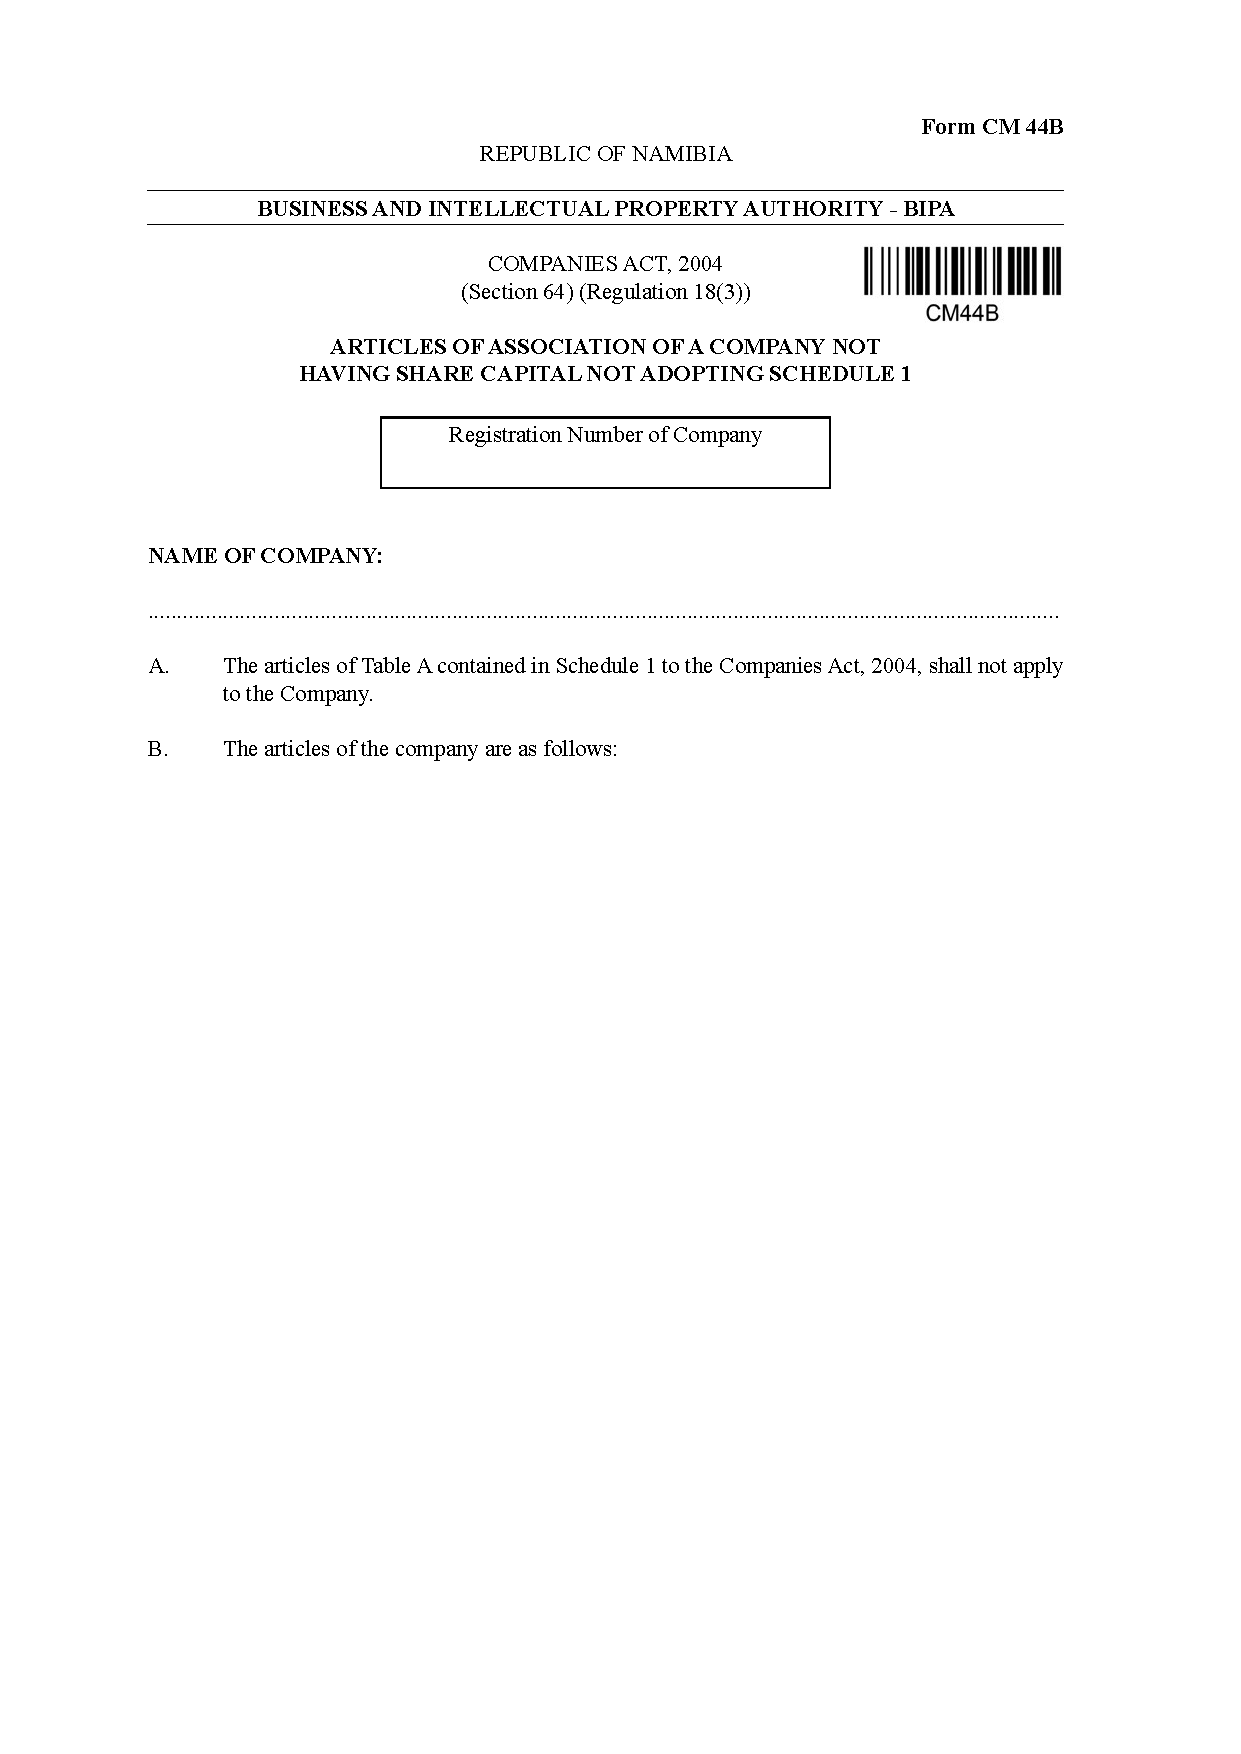 Form CM 44B
REPUBLIC OF NAMIBIA
BUSINESS AND INTELLECTUAL PROPERTY AUTHORITY - BIPA
COMPANIES ACT, 2004
(Section 64) (Regulation 18(3))
CM44B
ARTICLES OF ASSOCIATION OF A COMPANY NOT
HAVING SHARE CAPITAL NOT ADOPTING SCHEDULE 1
Registration Number of Company
NAME OF COMPANY:
................................................................................................................................................................
A. The articles of Table A contained in Schedule 1 to the Companies Act, 2004, shall not apply
to the Company.
B. The articles of the company are as follows: